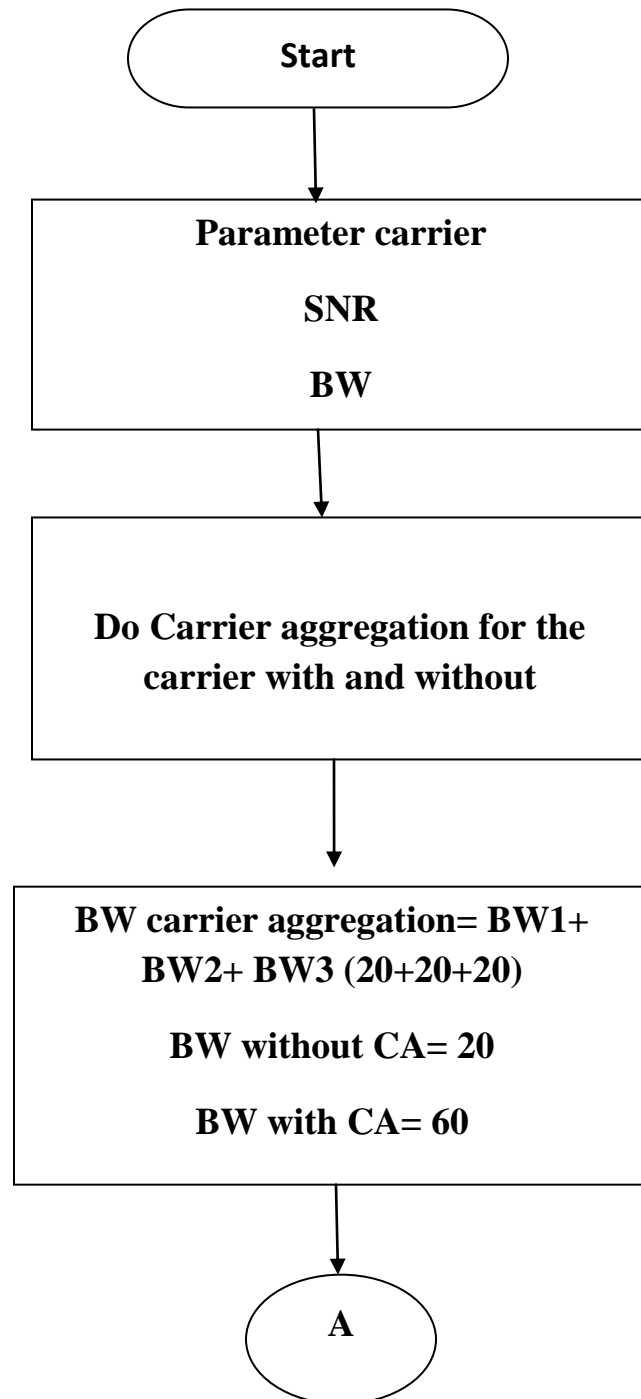 Start
Parameter carrier
SNR
BW
Do Carrier aggregation for the
carrier with and without
BW carrier aggregation= BW1+
BW2+ BW3 (20+20+20)
BW without CA= 20
BW with CA= 60
A